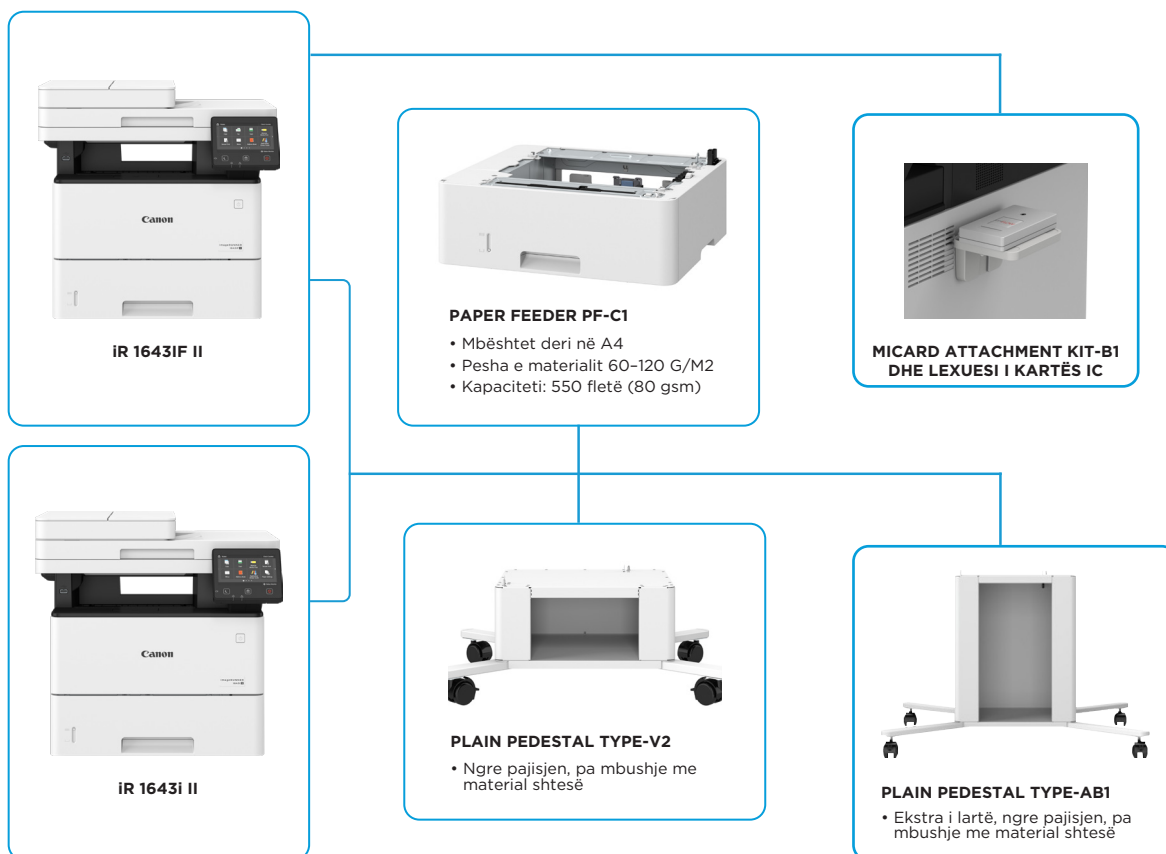 Canon
iR 1643IF II
PAPER FEEDER PF-C1
• Mbështet deri në A4
• Pesha e materialit 60–120 G/M2
• Kapaciteti: 550 fletë (80 gsm)
MICARD ATTACHMENT KIT-B1
DHE LEXUESI I KARTËS IC
Canon
iR 1643i II
PLAIN PEDESTAL TYPE-V2
• Ngre pajisjen, pa mbushje me
material shtesë
PLAIN PEDESTAL TYPE-AB1
• Ekstra i lartë, ngre pajisjen, pa
mbushje me material shtesë